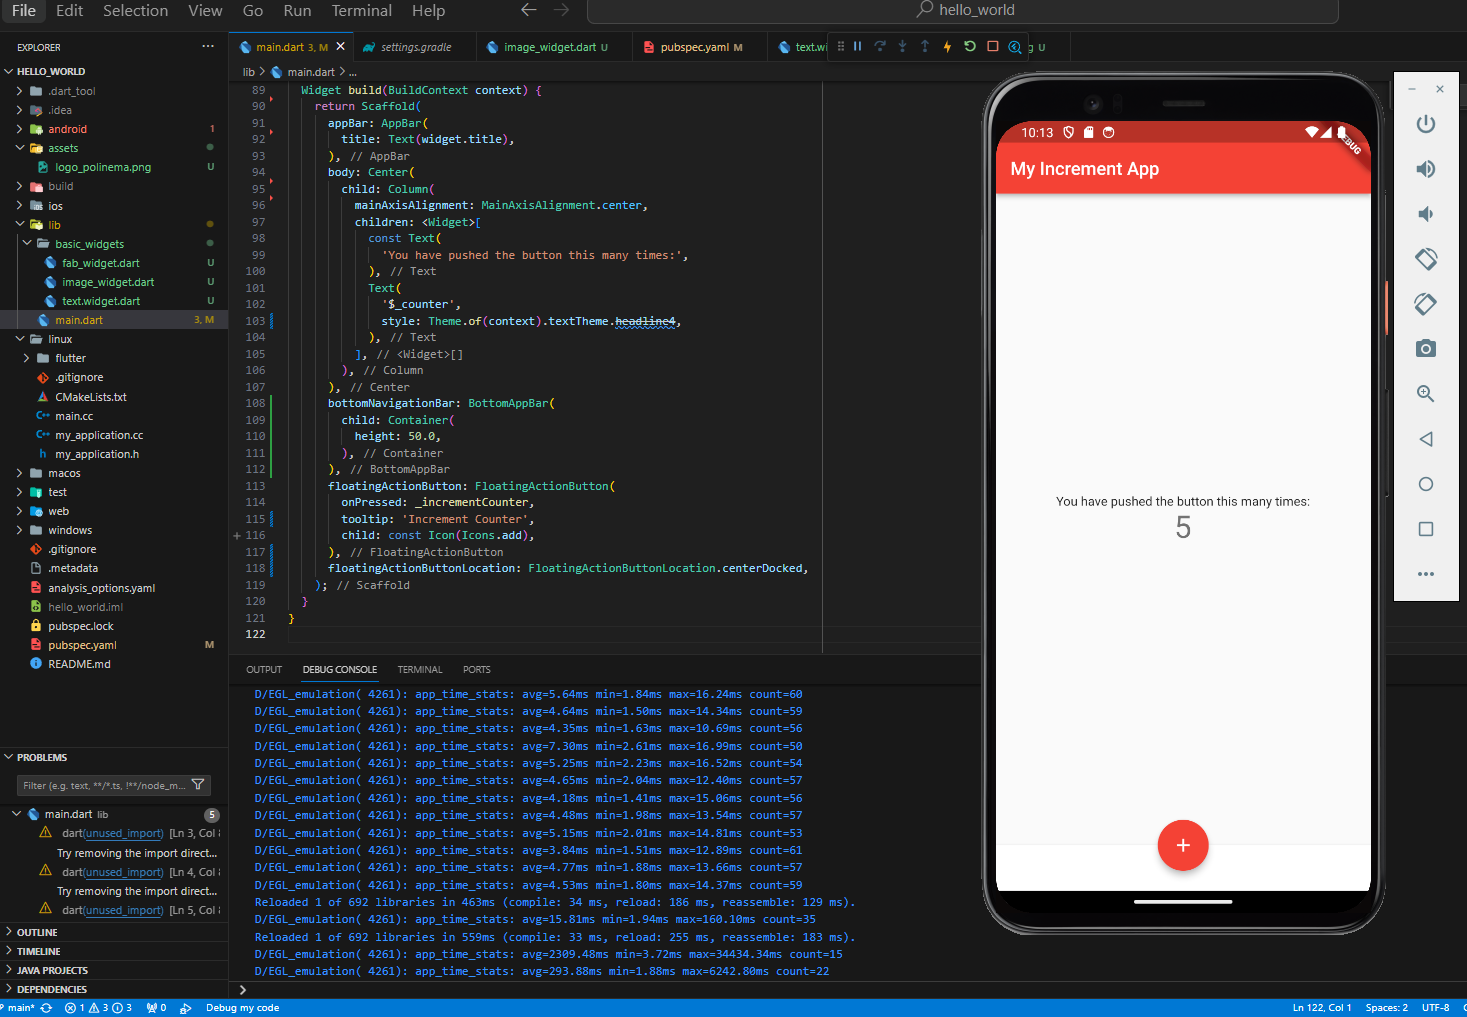 File Edit Selection View Go Run Terminal Help hello_world
EXPLORER
HELLO_WORLD
.dart_tool
.idea
android 1
assets
logo_polinema.png U
build
ios
lib
basic_widgets
fab_widget.dart U
image_widget.dart U
text.widget.dart U
main.dart 3, M
linux
flutter
.gitignore
CMakeLists.txt
main.cc
my_application.cc
my_application.h
macos
test
web
windows
.gitignore
.metadata
analysis_options.yaml
hello_world.iml
pubspec.lock
pubspec.yaml M
README.md
PROBLEMS
Filter (e.g. text, **/*.ts, !**/node_m...
main.dart lib 5
dart(unused_import) [Ln 3, Col
Try removing the import direct...
dart(unused_import) [Ln 4, Col
Try removing the import direct...
dart(unused_import) [Ln 5, Col
OUTLINE
TIMELINE
JAVA PROJECTS
DEPENDENCIES
main.dart 3, M settings.gradle image_widget.dart U pubspec.yaml M text.wi g U
lib > main.dart > ...
89 Widget build(BuildContext context) {
90 return Scaffold(
91 appBar: AppBar(
92 title: Text(widget.title),
93 ), // AppBar
94 body: Center(
95 child: Column(
96 mainAxisAlignment: MainAxisAlignment.center,
97 children: <Widget>[
98 const Text(
99 'You have pushed the button this many times:',
100 ), // Text
101 Text(
102 '$_counter',
103 style: Theme.of(context).textTheme.headline4,
104 ), // Text
105 ], // <Widget>[]
106 ), // Column
107 ), // Center
108 bottomNavigationBar: BottomAppBar(
109 child: Container(
110 height: 50.0,
111 ), // Container
112 ), // BottomAppBar
113 floatingActionButton: FloatingActionButton(
114 onPressed: _incrementCounter,
115 tooltip: 'Increment Counter',
116 child: const Icon(Icons.add),
117 ), // FloatingActionButton
118 floatingActionButtonLocation: FloatingActionButtonLocation.centerDocked,
119 ); // Scaffold
120 }
121 }
122
OUTPUT DEBUG CONSOLE TERMINAL PORTS
D/EGL_emulation( 4261): app_time_stats: avg=5.64ms min=1.84ms max=16.24ms count=60
D/EGL_emulation( 4261): app_time_stats: avg=4.64ms min=1.50ms max=14.34ms count=59
D/EGL_emulation( 4261): app_time_stats: avg=4.35ms min=1.63ms max=10.69ms count=56
D/EGL_emulation( 4261): app_time_stats: avg=7.30ms min=2.61ms max=16.99ms count=50
D/EGL_emulation( 4261): app_time_stats: avg=5.25ms min=2.23ms max=16.52ms count=54
D/EGL_emulation( 4261): app_time_stats: avg=4.65ms min=2.04ms max=12.40ms count=57
D/EGL_emulation( 4261): app_time_stats: avg=4.18ms min=1.41ms max=15.06ms count=56
D/EGL_emulation( 4261): app_time_stats: avg=4.48ms min=1.98ms max=13.54ms count=57
D/EGL_emulation( 4261): app_time_stats: avg=5.15ms min=2.01ms max=14.81ms count=53
D/EGL_emulation( 4261): app_time_stats: avg=3.84ms min=1.51ms max=12.89ms count=61
D/EGL_emulation( 4261): app_time_stats: avg=4.77ms min=1.88ms max=13.66ms count=57
D/EGL_emulation( 4261): app_time_stats: avg=4.53ms min=1.80ms max=14.37ms count=59
Reloaded 1 of 692 libraries in 463ms (compile: 34 ms, reload: 186 ms, reassemble: 129 ms).
D/EGL_emulation( 4261): app_time_stats: avg=15.81ms min=1.94ms max=160.10ms count=35
Reloaded 1 of 692 libraries in 559ms (compile: 33 ms, reload: 255 ms, reassemble: 183 ms).
D/EGL_emulation( 4261): app_time_stats: avg=2309.48ms min=3.72ms max=34434.34ms count=15
D/EGL_emulation( 4261): app_time_stats: avg=293.88ms min=1.88ms max=6242.80ms count=22
10:13
DEBUG
My Increment App
You have pushed the button this many times:
5
main* 1 3 3 0 Debug my code Ln 122, Col 1 Spaces: 2 UTF-8